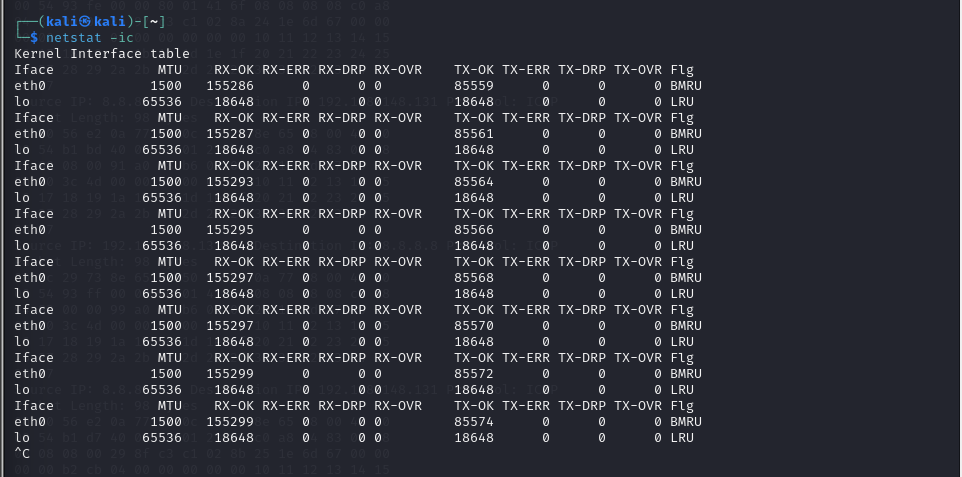 ┌──(kali㉿kali)-[~]
└─$ netstat -ic
Kernel Interface table
Iface             MTU    RX-OK RX-ERR RX-DRP RX-OVR    TX-OK TX-ERR TX-DRP TX-OVR Flg
eth0             1500   155286      0      0 0         85559      0      0      0 BMRU
lo              65536    18648      0      0 0         18648      0      0      0 LRU
Iface             MTU    RX-OK RX-ERR RX-DRP RX-OVR    TX-OK TX-ERR TX-DRP TX-OVR Flg
eth0             1500   155287      0      0 0         85561      0      0      0 BMRU
lo              65536    18648      0      0 0         18648      0      0      0 LRU
Iface             MTU    RX-OK RX-ERR RX-DRP RX-OVR    TX-OK TX-ERR TX-DRP TX-OVR Flg
eth0             1500   155293      0      0 0         85564      0      0      0 BMRU
lo              65536    18648      0      0 0         18648      0      0      0 LRU
Iface             MTU    RX-OK RX-ERR RX-DRP RX-OVR    TX-OK TX-ERR TX-DRP TX-OVR Flg
eth0             1500   155295      0      0 0         85566      0      0      0 BMRU
lo              65536    18648      0      0 0         18648      0      0      0 LRU
Iface             MTU    RX-OK RX-ERR RX-DRP RX-OVR    TX-OK TX-ERR TX-DRP TX-OVR Flg
eth0             1500   155297      0      0 0         85568      0      0      0 BMRU
lo              65536    18648      0      0 0         18648      0      0      0 LRU
Iface             MTU    RX-OK RX-ERR RX-DRP RX-OVR    TX-OK TX-ERR TX-DRP TX-OVR Flg
eth0             1500   155297      0      0 0         85570      0      0      0 BMRU
lo              65536    18648      0      0 0         18648      0      0      0 LRU
Iface             MTU    RX-OK RX-ERR RX-DRP RX-OVR    TX-OK TX-ERR TX-DRP TX-OVR Flg
eth0             1500   155299      0      0 0         85572      0      0      0 BMRU
lo              65536    18648      0      0 0         18648      0      0      0 LRU
Iface             MTU    RX-OK RX-ERR RX-DRP RX-OVR    TX-OK TX-ERR TX-DRP TX-OVR Flg
eth0             1500   155299      0      0 0         85574      0      0      0 BMRU
lo              65536    18648      0      0 0         18648      0      0      0 LRU
^C